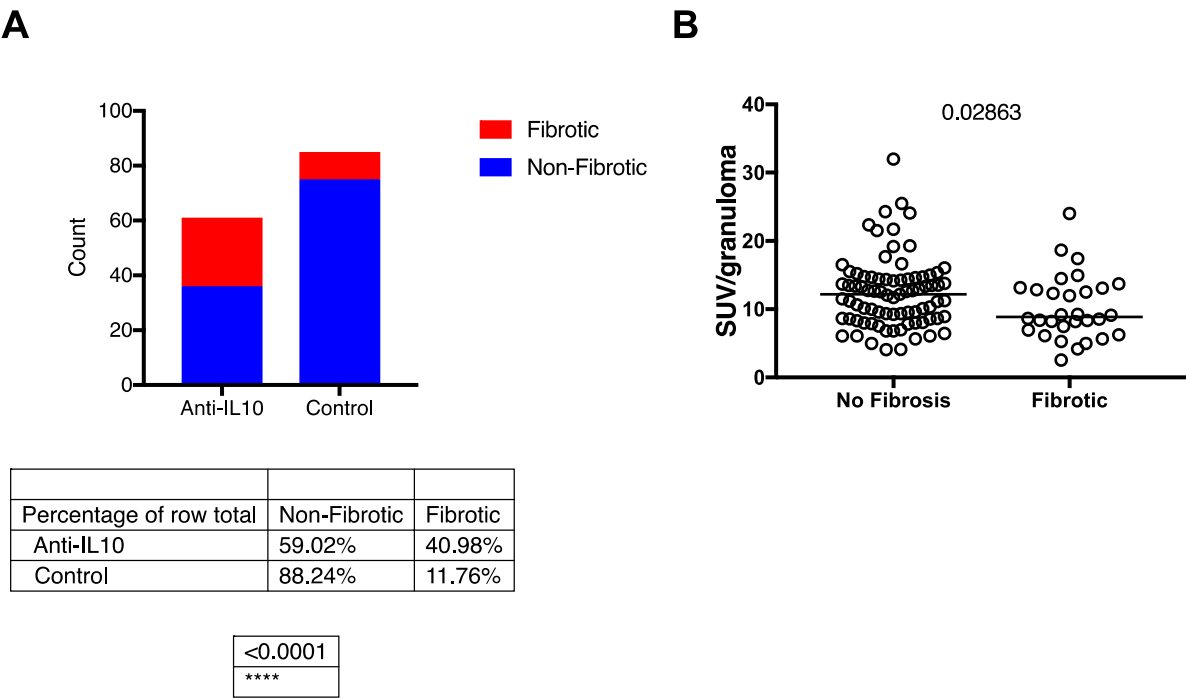 A
100
80
60
40
20
0
Count
Anti-IL10 Control
Fibrotic
Non-Fibrotic
Percentage of row total Non-Fibrotic Fibrotic
Anti-IL10 59.02% 40.98%
Control 88.24% 11.76%
<0.0001
****
B
40
30
20
10
0
SUV/granuloma
0.02863
No Fibrosis Fibrotic